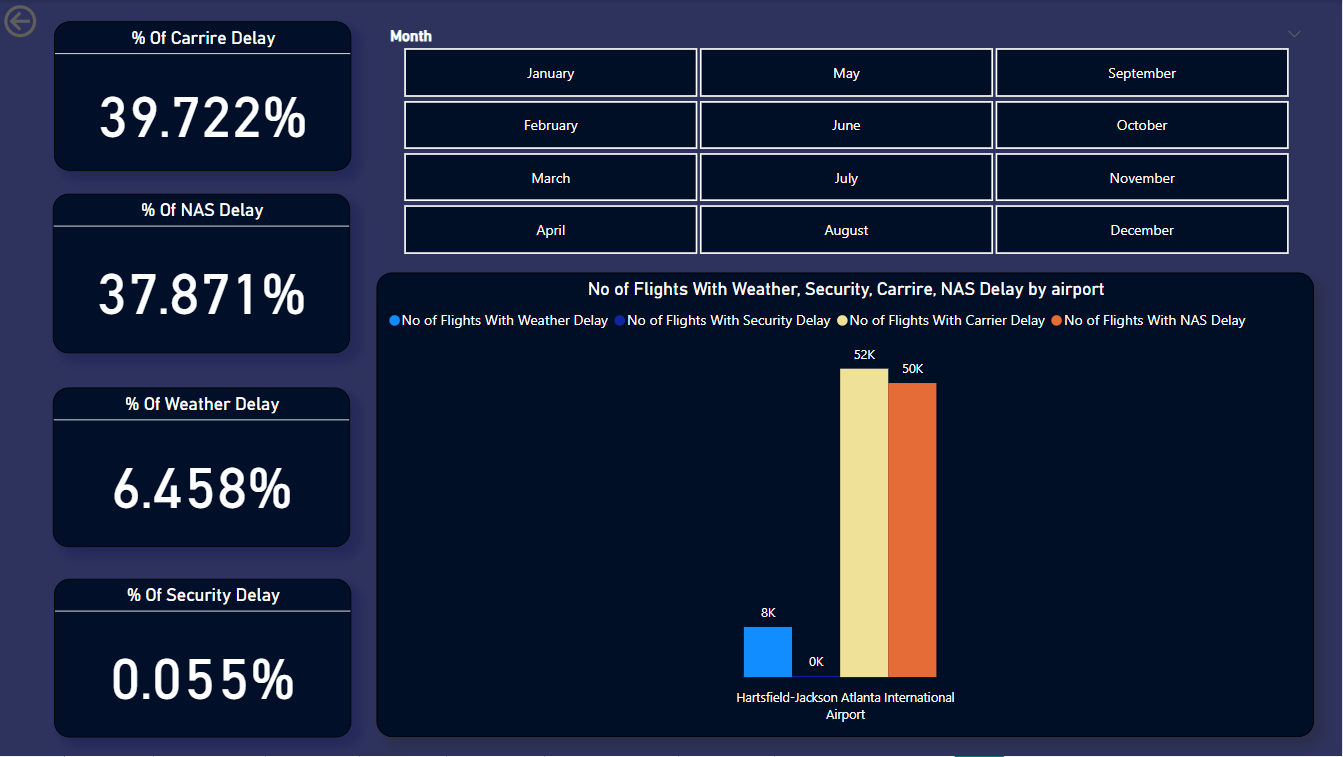 % Of Carrire Delay
39.722%
% Of NAS Delay
37.871%
% Of Weather Delay
6.458%
% Of Security Delay
0.055%
Month
January
May
September
February
June
October
March
July
November
April
August
December
No of Flights With Weather, Security, Carrire, NAS Delay by airport
No of Flights With Weather Delay
No of Flights With Security Delay
No of Flights With Carrier Delay
No of Flights With NAS Delay
52K
50K
8K
0K
Hartsfield-Jackson Atlanta International
Airport